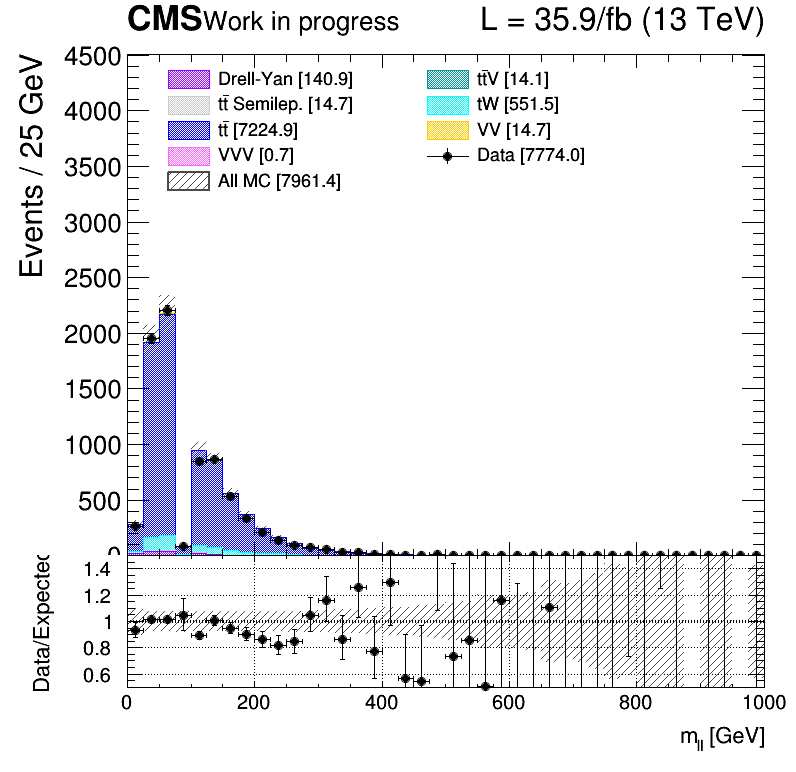 CMS Work in progress L = 35.9/fb (13 TeV)
Events / 25 GeV
4500
4000
3500
3000
2500
2000
1500
1000
500
0
Drell-Yan [140.9]
tt̄ Semilep. [14.7]
tt̄ [7224.9]
VVV [0.7]
All MC [7961.4]
tt̄V [14.1]
tW [551.5]
VV [14.7]
Data [7774.0]
Data/Expected
1.4
1.2
1
0.8
0.6
0 200 400 600 800 1000
m_ll [GeV]